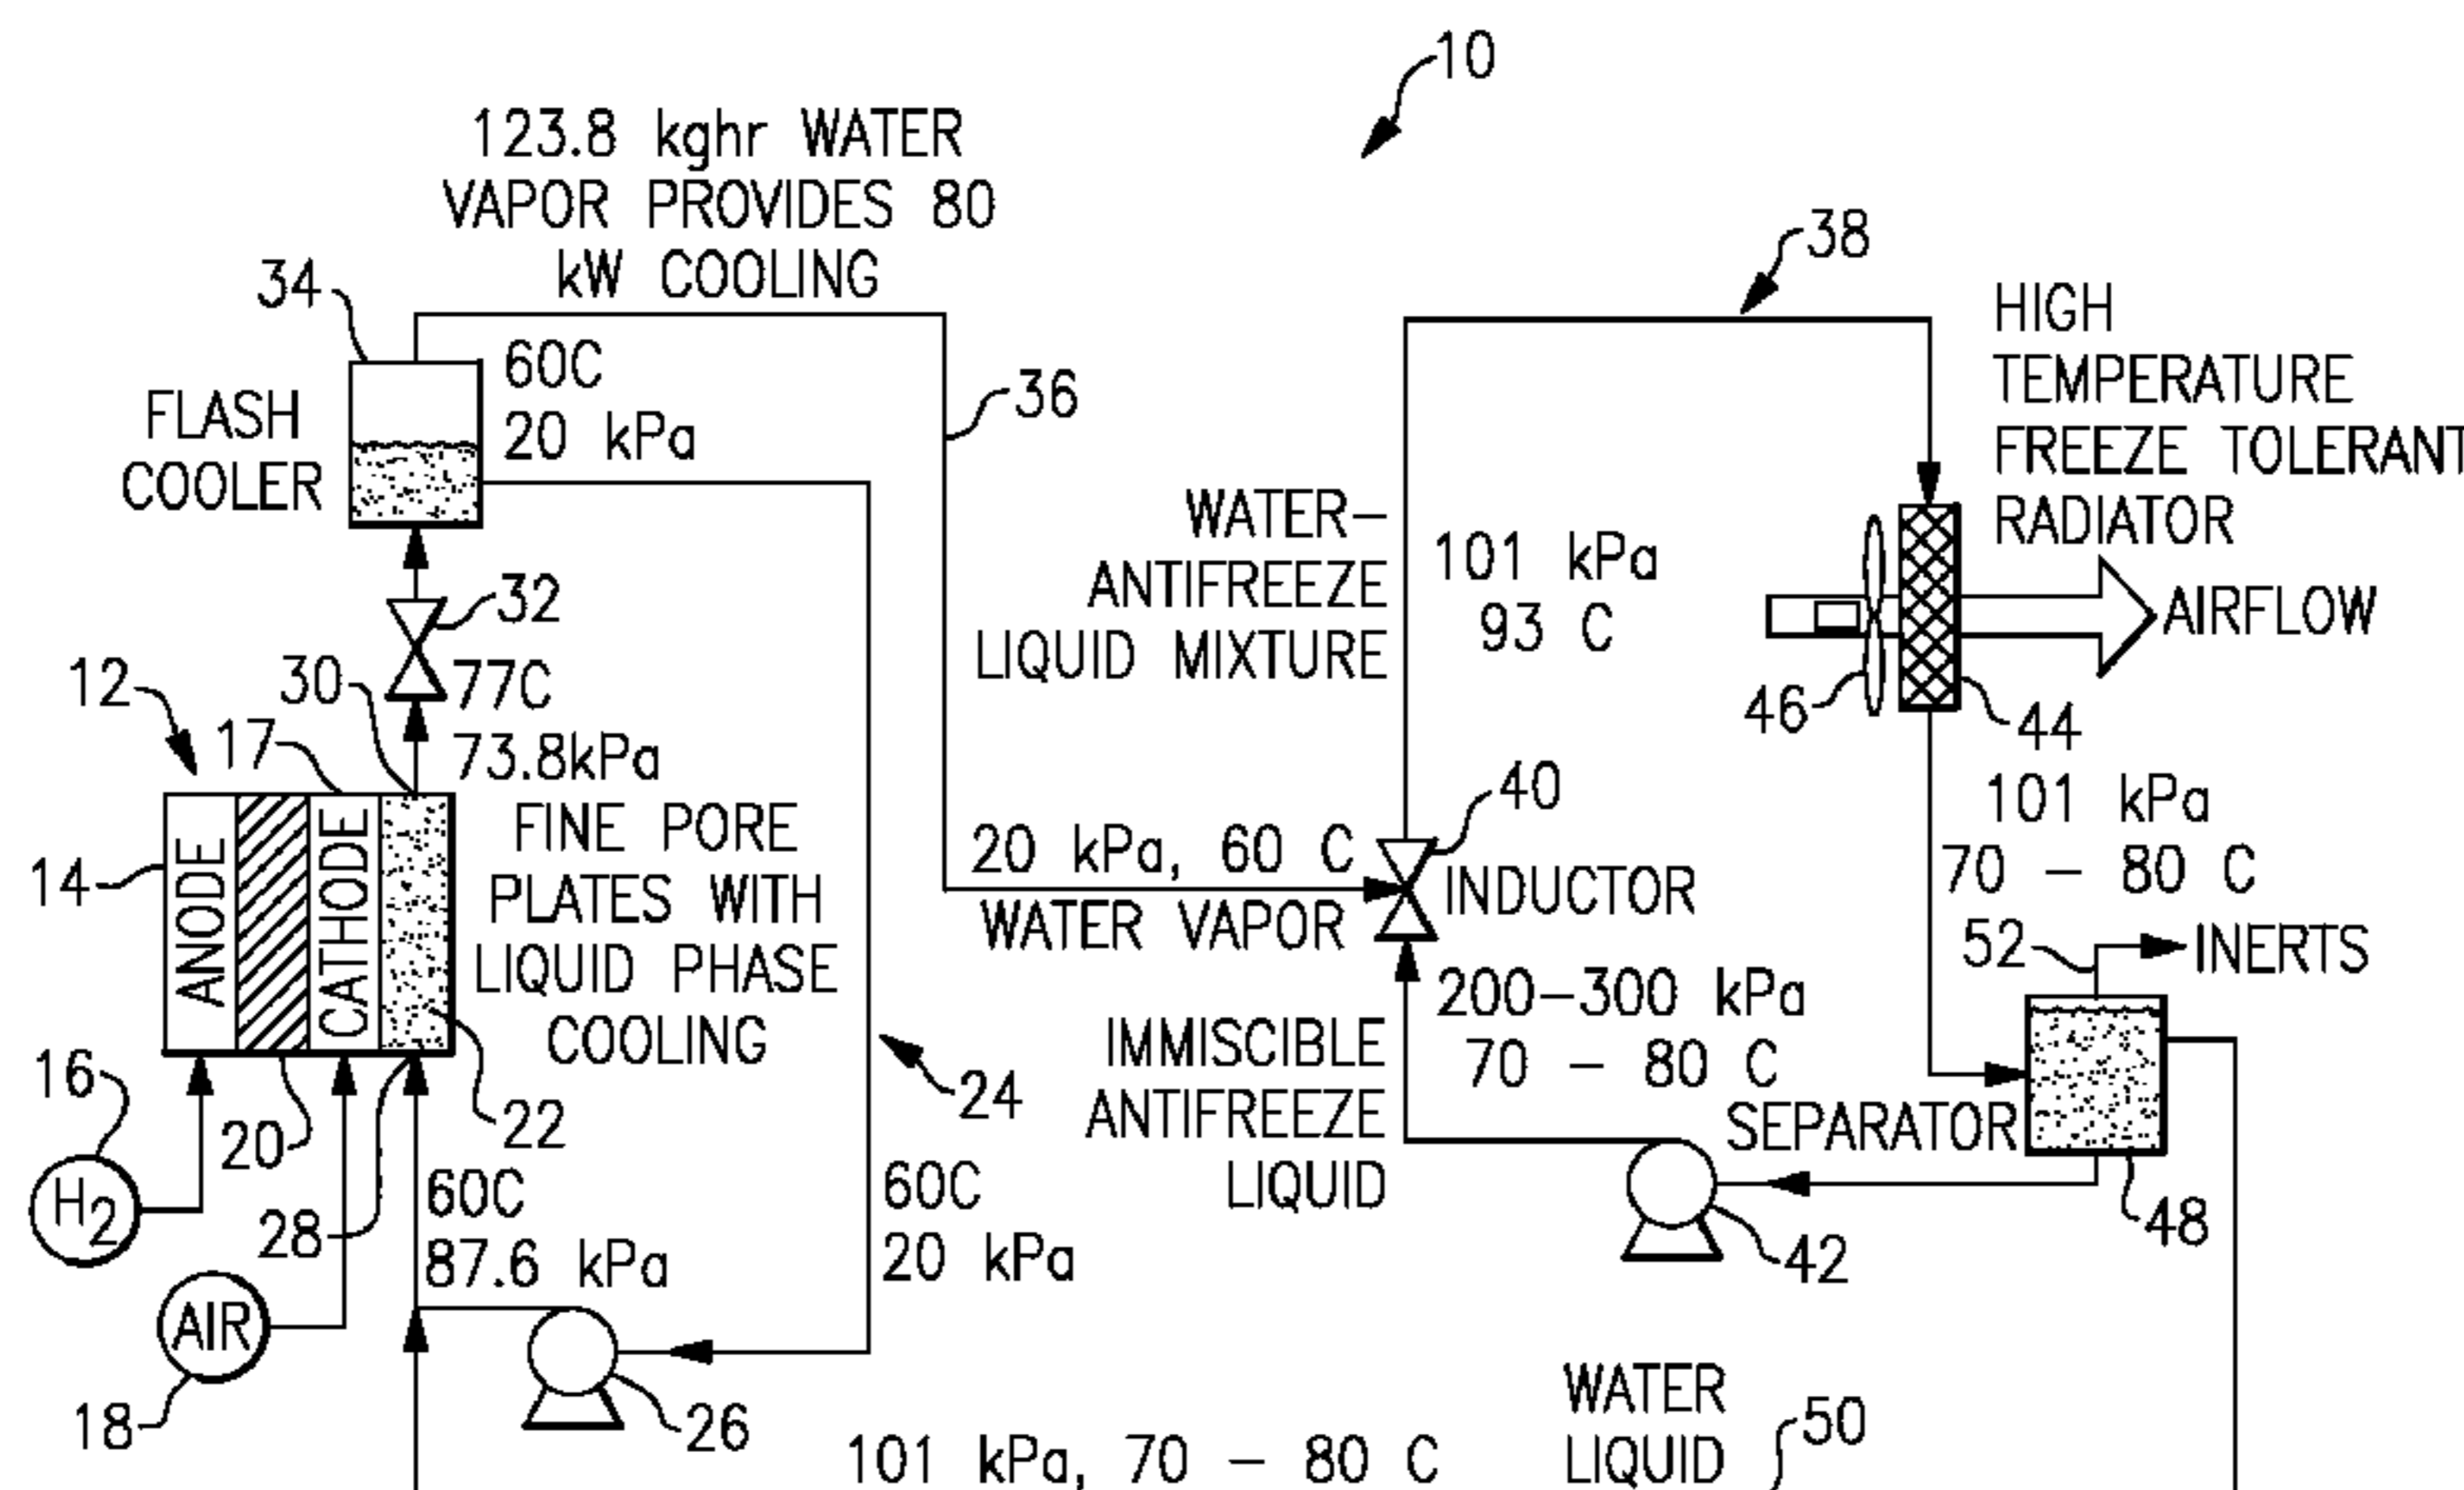 10
123.8 kghr WATER
VAPOR PROVIDES 80
kW COOLING
34
60C
20 kPa
FLASH
COOLER
36
38
HIGH
TEMPERATURE
FREEZE TOLERANT
RADIATOR
WATER-
ANTIFREEZE
LIQUID MIXTURE
101 kPa
93 C
AIRFLOW
46
44
32
30
77C
73.8kPa
12
17
14
ANODE
CATHODE
FINE PORE
PLATES WITH
LIQUID PHASE
COOLING
20 kPa, 60 C
WATER VAPOR
40
INDUCTOR
101 kPa
70 - 80 C
52
INERTS
200-300 kPa
70 - 80 C
IMMISCIBLE
ANTIFREEZE
LIQUID
SEPARATOR
48
42
16
H2
20
22
24
28
60C
87.6 kPa
60C
20 kPa
AIR
18
26
101 kPa, 70 - 80 C
WATER
LIQUID
50